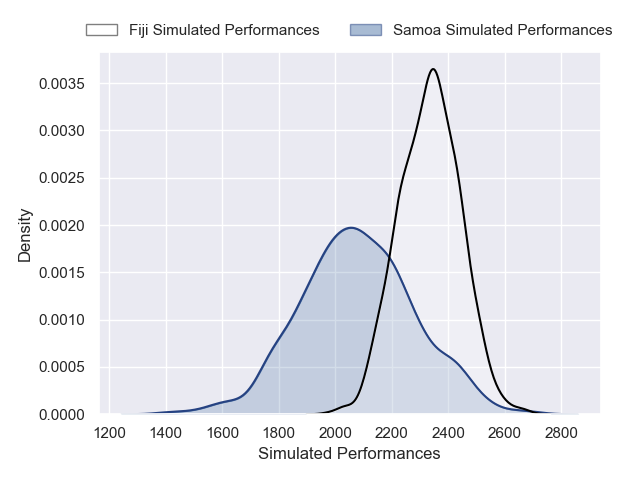 Fiji Simulated Performances Samoa Simulated Performances
0.0035
0.0030
0.0025
0.0020
0.0015
0.0010
0.0005
0.0000
Density
1200 1400 1600 1800 2000 2200 2400 2600 2800
Simulated Performances